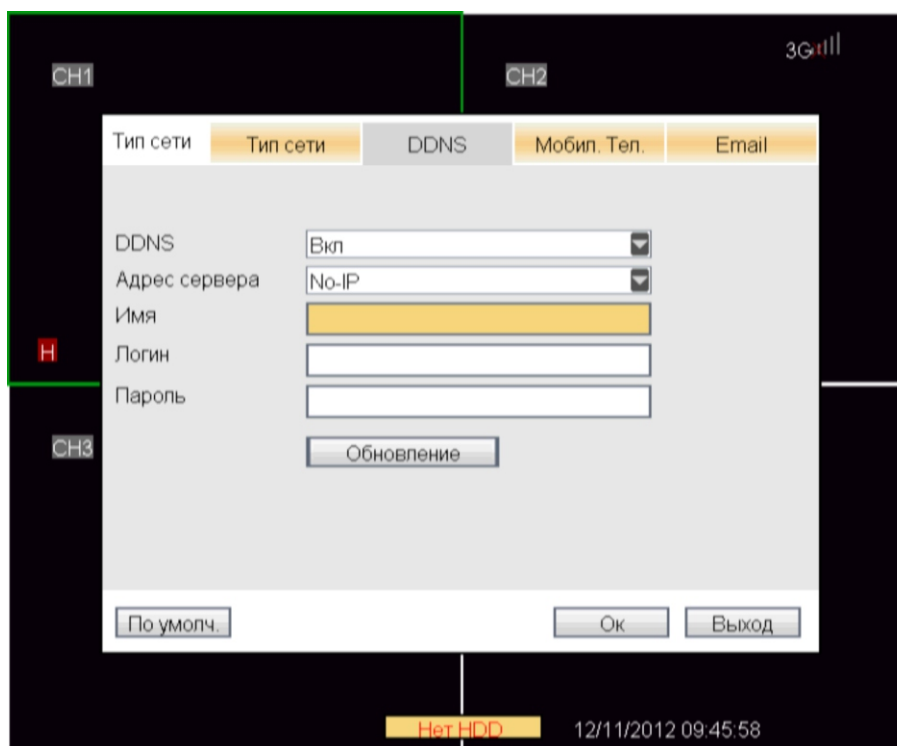 3G
CH1
CH2
Тип сети
Тип сети
DDNS
Мобил. Тел.
Email
DDNS
Вкл
Адрес сервера
No-IP
Имя
H
Логин
Пароль
CH3
Обновление
По умолч.
Ок
Выход
Нет HDD
12/11/2012 09:45:58